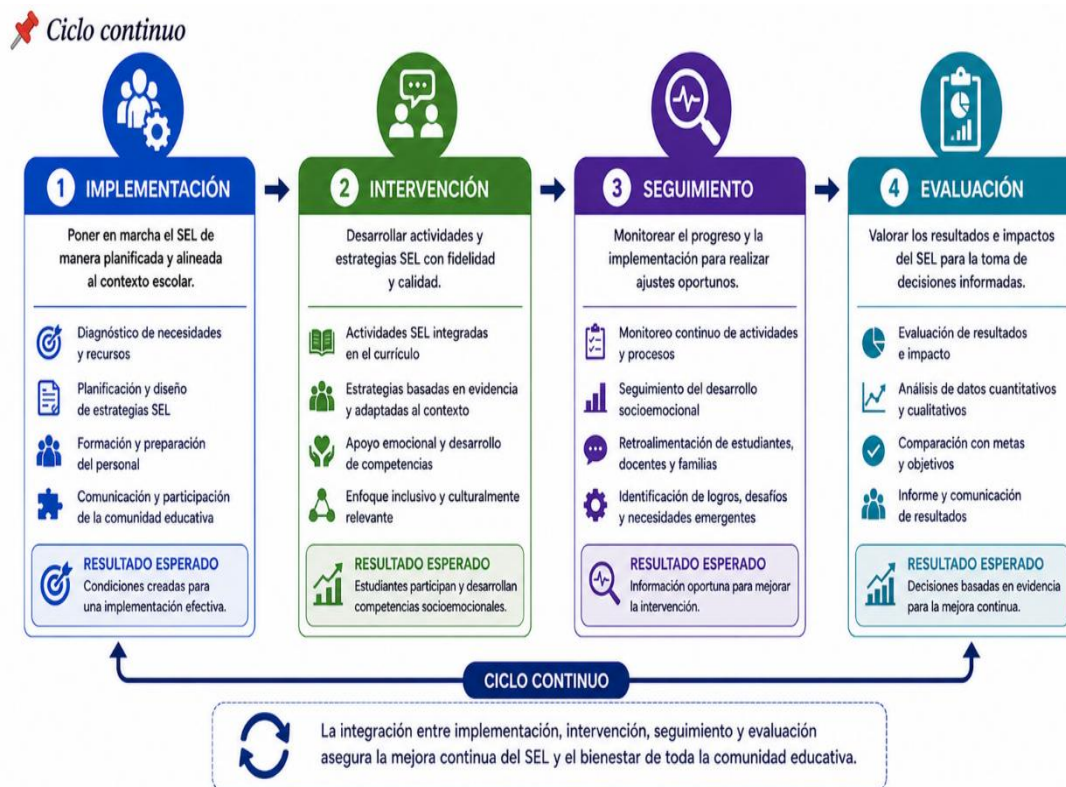 Ciclo continuo
1 IMPLEMENTACIÓN
Poner en marcha el SEL de
manera planificada y alineada
al contexto escolar.
Diagnóstico de necesidades
y recursos
Planificación y diseño
de estrategias SEL
Formación y preparación
del personal
Comunicación y participación
de la comunidad educativa
RESULTADO ESPERADO
Condiciones creadas para
una implementación efectiva.
2 INTERVENCIÓN
Desarrollar actividades y
estrategias SEL con fidelidad
y calidad.
Actividades SEL integradas
en el currículo
Estrategias basadas en evidencia
y adaptadas al contexto
Apoyo emocional y desarrollo
de competencias
Enfoque inclusivo y culturalmente
relevante
RESULTADO ESPERADO
Estudiantes participan y desarrollan
competencias socioemocionales.
3 SEGUIMIENTO
Monitorear el progreso y la
implementación para realizar
ajustes oportunos.
Monitoreo continuo de actividades
y procesos
Seguimiento del desarrollo
socioemocional
Retroalimentación de estudiantes,
docentes y familias
Identificación de logros, desafíos
y necesidades emergentes
RESULTADO ESPERADO
Información oportuna para mejorar
la intervención.
4 EVALUACIÓN
Valorar los resultados e impactos
del SEL para la toma de
decisiones informadas.
Evaluación de resultados
e impacto
Análisis de datos cuantitativos
y cualitativos
Comparación con metas
y objetivos
Informe y comunicación
de resultados
RESULTADO ESPERADO
Decisiones basadas en evidencia
para la mejora continua.
CICLO CONTINUO
La integración entre implementación, intervención, seguimiento y evaluación
asegura la mejora continua del SEL y el bienestar de toda la comunidad educativa.